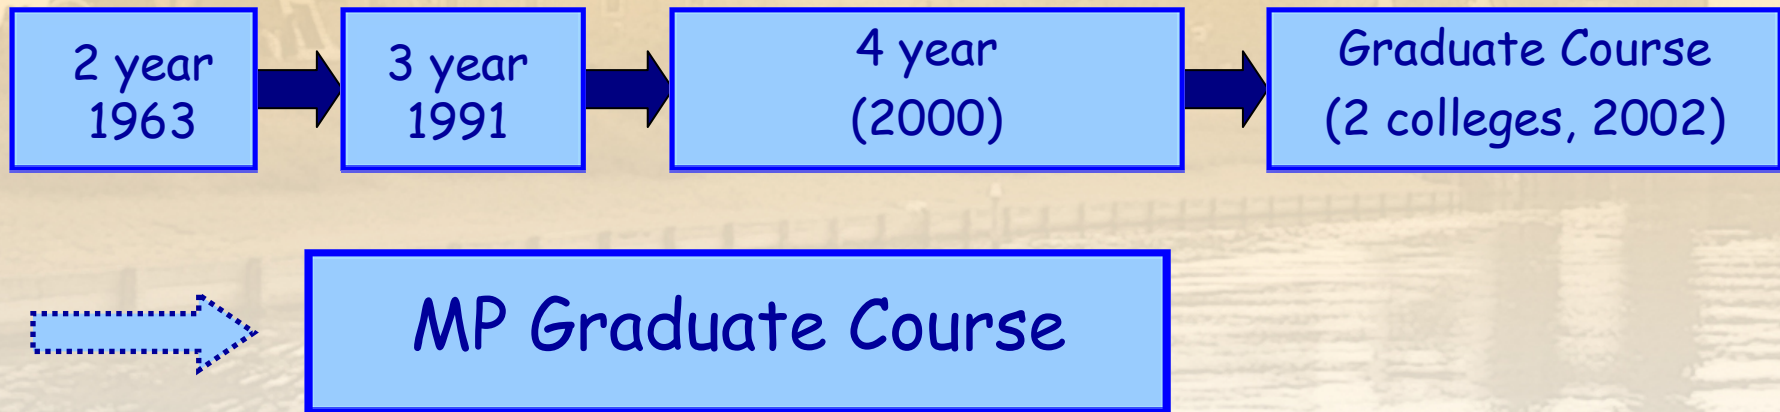 2 year
1963
3 year
1991
4 year
(2000)
Graduate Course
(2 colleges, 2002)
MP Graduate Course